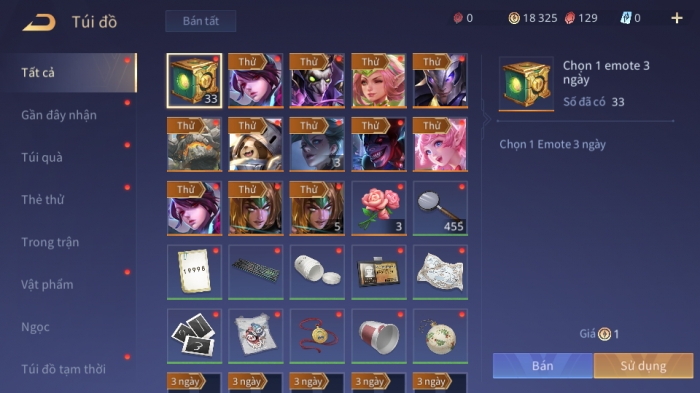 Túi đồ
Bán tất
0
18 325
129
0
+
Tất cả
Gần đây nhận
Túi quà
Thẻ thử
Trong trận
Vật phẩm
Ngọc
Túi đồ tạm thời
33
Thử
Thử
Thử
Thử
Thử
Thử
Thử
3
Thử
Thử
Thử
Thử
Thử
5
3
455
19998
3
3 ngày
3 ngày
3 ngày
3 ngày
3 ngày
Chọn 1 emote 3
ngày
Số đã có 33
Chọn 1 Emote 3 ngày
Giá 1
Bán
Sử dụng